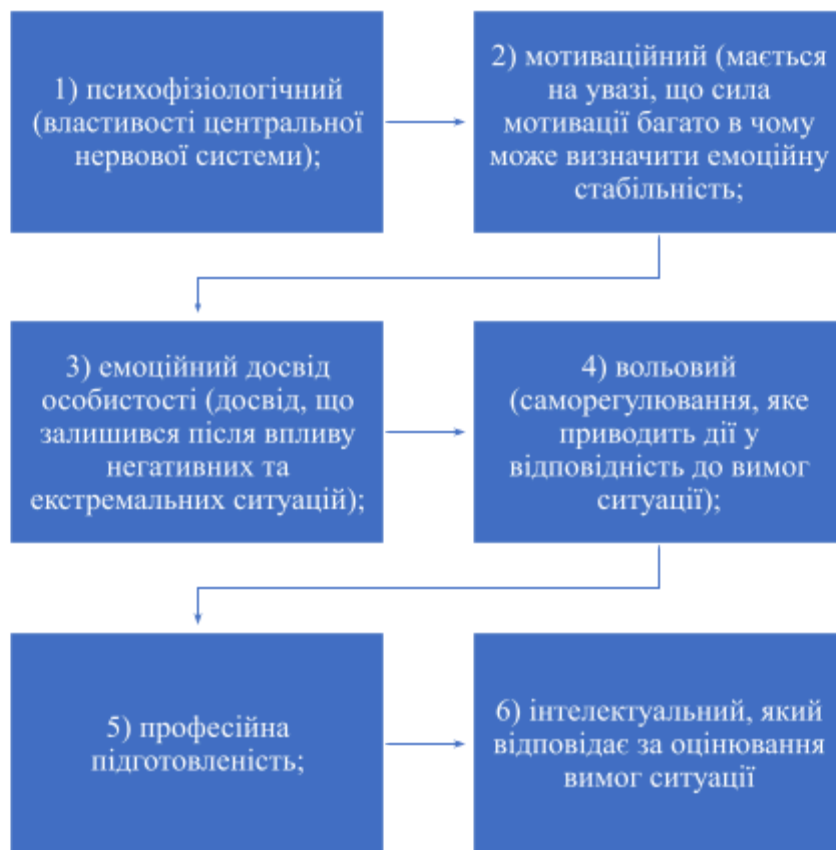 1) психофізіологічний
(властивості центральної
нервової системи);
2) мотиваційний (мається
на увазі, що сила
мотивації багато в чому
може визначити емоційну
стабільність;
3) емоційний досвід
особистості (досвід, що
залишився після впливу
негативних та
екстремальних ситуацій);
4) вольовий
(саморегулювання, яке
приводить дії у
відповідність до вимог
ситуації);
5) професійна
підготовленість;
6) інтелектуальний, який
відповідає за оцінювання
вимог ситуації